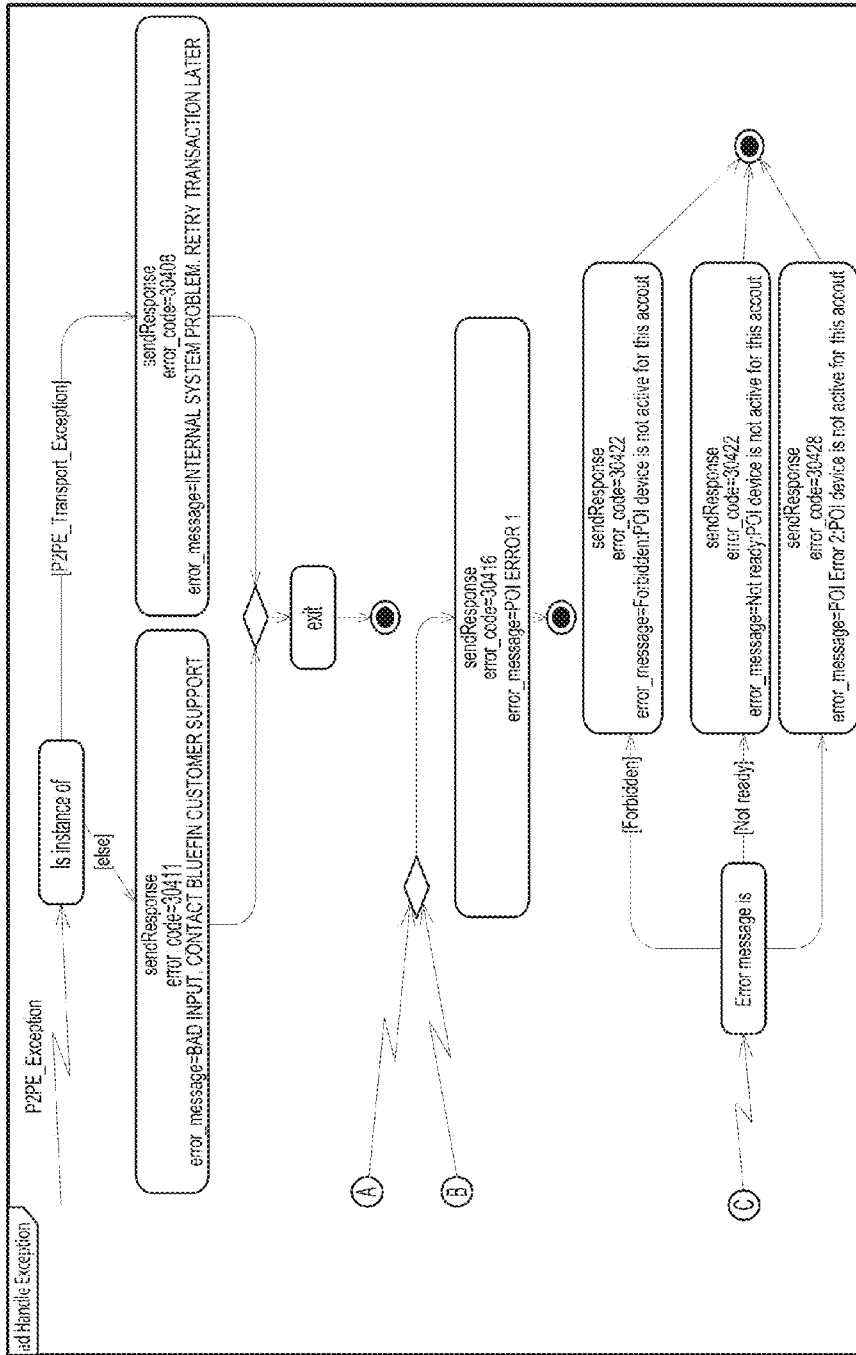 ad Handle Exception
P2PE_Exception
Is instance of
[P2PE_Transport_Exception]
[else]
sendResponse
error_code=30411
error_message=BAD INPUT, CONTACT BLUEFIN CUSTOMER SUPPORT
sendResponse
error_code=30408
error_message=INTERNAL SYSTEM PROBLEM. RETRY TRANSACTION LATER
exit
A
B
sendResponse
error_code=30416
error_message=POI ERROR 1
C
Error message is
[Forbidden]
[Not ready]
sendResponse
error_code=30422
error_message=Forbidden:POI device is not active for this accout
sendResponse
error_code=30422
error_message=Not ready:POI device is not active for this accout
sendResponse
error_code=30428
error_message=POI Error 2:POI device is not active for this accout